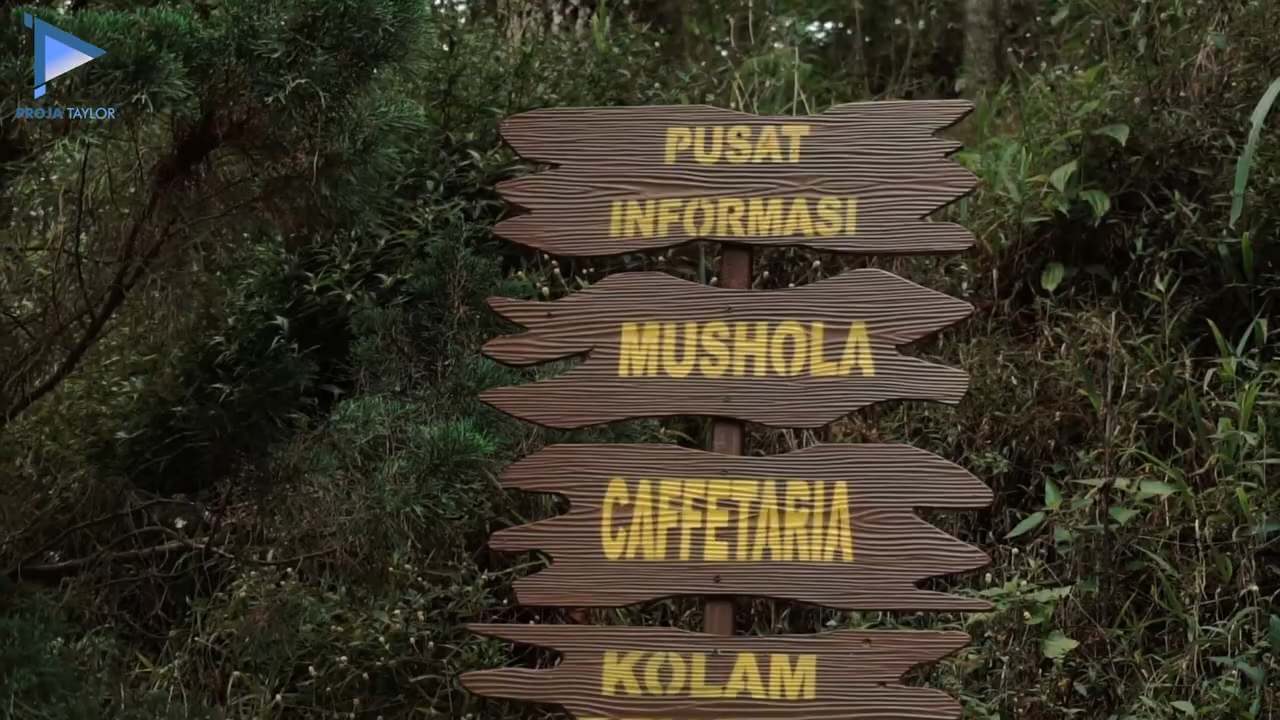 PROJA TAYLOR
PUSAT
INFORMASI
MUSHOLA
CAFFETARIA
KOLAM